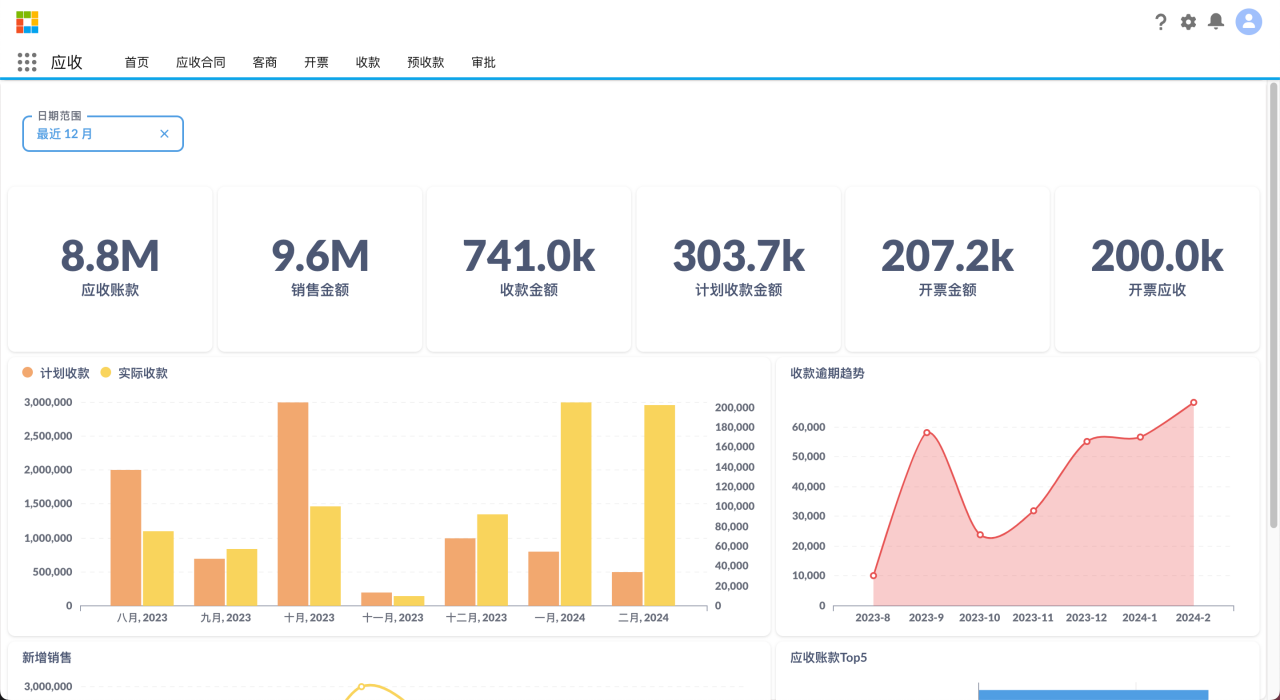 应收 首页 应收合同 客商 开票 收款 预收款 审批
日期范围
最近 12 月
8.8M
应收账款
9.6M
销售金额
741.0k
收款金额
303.7k
计划收款金额
207.2k
开票金额
200.0k
开票应收
计划收款 实际收款
3,000,000
2,500,000
2,000,000
1,500,000
1,000,000
500,000
0
200,000
180,000
160,000
140,000
120,000
100,000
80,000
60,000
40,000
20,000
0
八月, 2023 九月, 2023 十月, 2023 十一月, 2023 十二月, 2023 一月, 2024 二月, 2024
收款逾期趋势
60,000
50,000
40,000
30,000
20,000
10,000
0
2023-8 2023-9 2023-10 2023-11 2023-12 2024-1 2024-2
新增销售
3,000,000
应收账款Top5